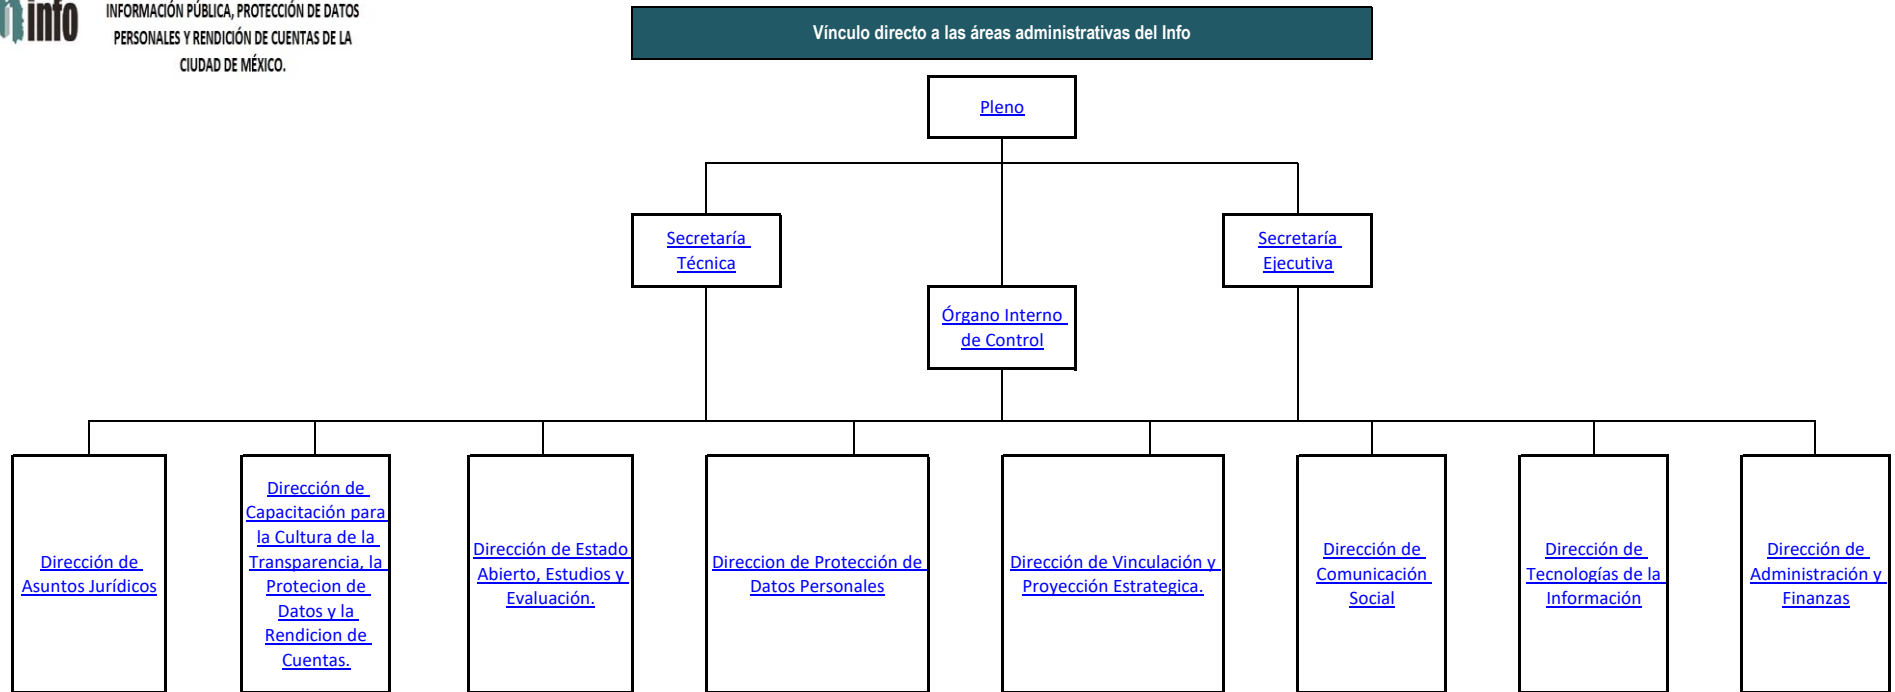 info
INFORMACIÓN PÚBLICA, PROTECCIÓN DE DATOS
PERSONALES Y RENDICIÓN DE CUENTAS DE LA
CIUDAD DE MÉXICO.
Vínculo directo a las áreas administrativas del Info
Pleno
Secretaría
Técnica
Secretaría
Ejecutiva
Órgano Interno
de Control
Dirección de
Asuntos Jurídicos
Dirección de
Capacitación para
la Cultura de la
Transparencia, la
Protecion de
Datos y la
Rendicion de
Cuentas.
Dirección de Estado
Abierto, Estudios y
Evaluación.
Direccion de Protección de
Datos Personales
Dirección de Vinculación y
Proyección Estrategica.
Dirección de
Comunicación
Social
Dirección de
Tecnologías de la
Información
Dirección de
Administración y
Finanzas